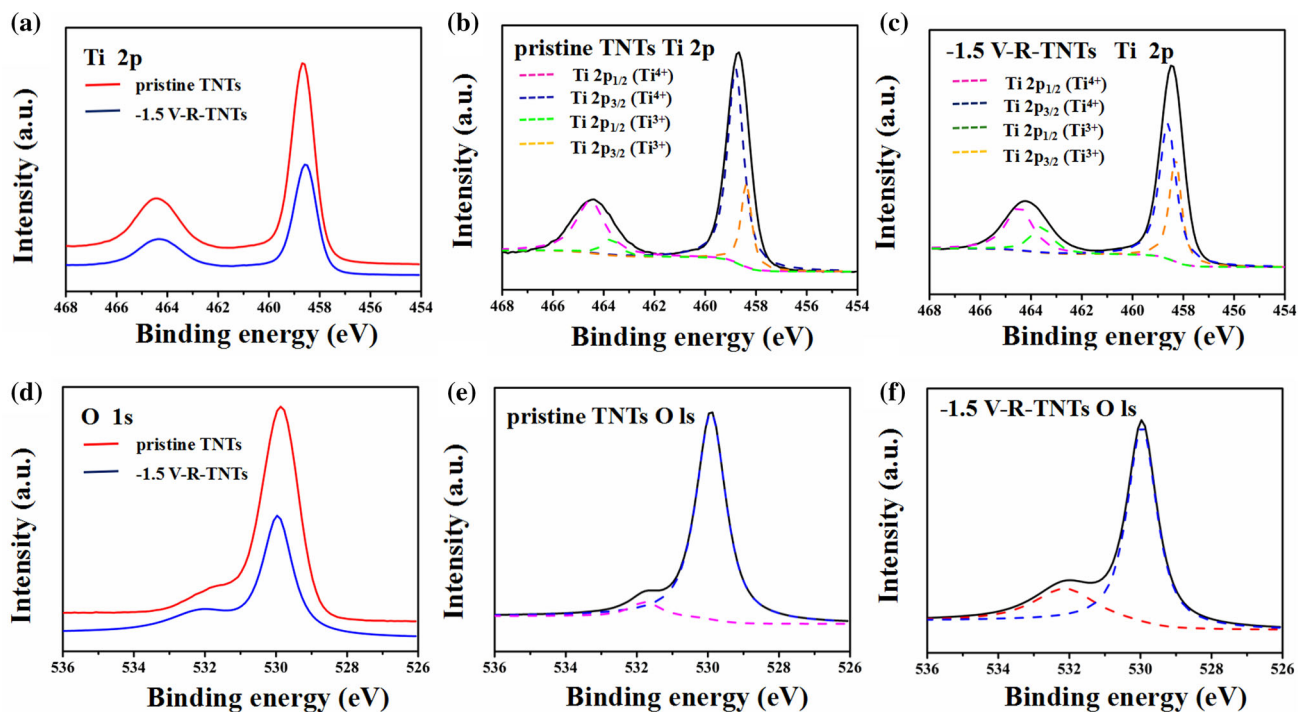 (a)
Ti 2p
pristine TNTs
-1.5 V-R-TNTs
Intensity (a.u.)
468 466 464 462 460 458 456 454
Binding energy (eV)
(b)
pristine TNTs Ti 2p
Ti 2p1/2 (Ti4+)
Ti 2p3/2 (Ti4+)
Ti 2p1/2 (Ti3+)
Ti 2p3/2 (Ti3+)
Intensity (a.u.)
468 466 464 462 460 458 456 454
Binding energy (eV)
(c)
-1.5 V-R-TNTs Ti 2p
Ti 2p1/2 (Ti4+)
Ti 2p3/2 (Ti4+)
Ti 2p1/2 (Ti3+)
Ti 2p3/2 (Ti3+)
Intensity (a.u.)
468 466 464 462 460 458 456 454
Binding energy (eV)
(d)
O 1s
pristine TNTs
-1.5 V-R-TNTs
Intensity (a.u.)
536 534 532 530 528 526
Binding energy (eV)
(e)
pristine TNTs O ls
Intensity (a.u.)
536 534 532 530 528 526
Binding energy (eV)
(f)
-1.5 V-R-TNTs O ls
Intensity (a.u.)
536 534 532 530 528 526
Binding energy (eV)